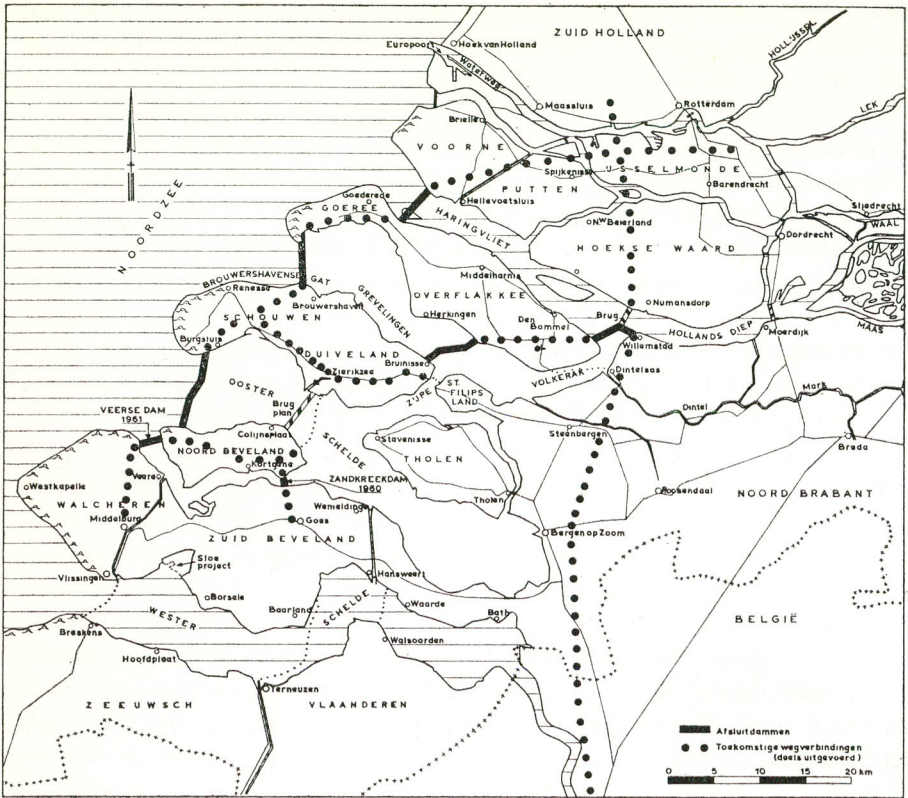 ZUID HOLLAND
HOLL.IJSSEL
Europoort
Hoek van Holland
Waterweg
Maassluis
Rotterdam
LEK
Brielle
VOORNE
Spijkenisse
IJSSELMONDE
PUTTEN
Barendrecht
Goederede
GOEREE
Hellevoetsluis
HARINGVLIET
N.W. Beierland
Sliedrecht
WAAL
Dordrecht
HOEKSE WAARD
NOORDZEE
BROUWERSHAVENSE GAT
Renesse
Brouwershaven
GREVELINGEN
Middelharnis
OVERFLAKKEE
Herkingen
Den
Bommel
Brug
Numansdorp
HOLLANDS DIEP
Moerdijk
MAAS
Willemstad
SCHOUWEN
Burgsluis
DUIVELAND
Bruinisse
Zierikzee
ZIJPE
ST.
FILIPS
LAND
VOLKERAK
Dintelsas
Dintel
Mark
OOSTER
Brug
plan
VEERSE DAM
1961
Colijnsplaat
SCHELDE
Stavenisse
THOLEN
Steenbergen
Breda
NOORD BEVELAND
Kortgene
ZANDKREEKDAM
1960
Westkapelle
Veere
WALCHEREN
Middelburg
Wemeldinge
Goes
Tholen
Roosendaal
NOORD BRABANT
ZUID BEVELAND
Bergen op Zoom
Sloe
project
Vlissingen
Hansweert
Borsele
Baarland
Waarde
Bath
WESTER
SCHELDE
BELGIË
Breskens
Walsoorden
Hoofdplaat
Terneuzen
ZEEUWSCH
VLAANDEREN
Afsluitdammen
Toekomstige wegverbindingen
(deels uitgevoerd)
0 5 10 15 20 km